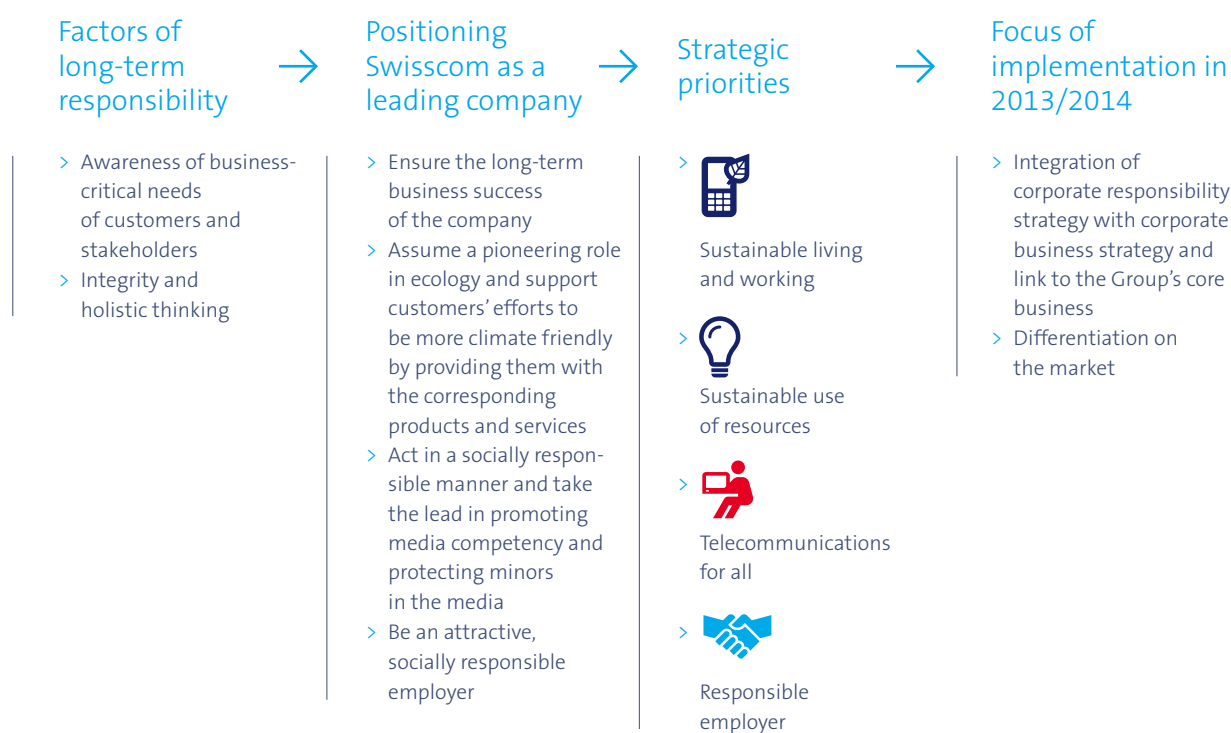 Factors of
long-term
responsibility
> Awareness of business-
critical needs
of customers and
stakeholders
> Integrity and
holistic thinking
Positioning
Swisscom as a
leading company
> Ensure the long-term
business success
of the company
> Assume a pioneering role
in ecology and support
customers’ efforts to
be more climate friendly
by providing them with
the corresponding
products and services
> Act in a socially respon-
sible manner and take
the lead in promoting
media competency and
protecting minors
in the media
> Be an attractive,
socially responsible
employer
Strategic
priorities
>
Sustainable living
and working
>
Sustainable use
of resources
>
Telecommunications
for all
>
Responsible
employer
Focus of
implementation in
2013/2014
> Integration of
corporate responsibility
strategy with corporate
business strategy and
link to the Group’s core
business
> Differentiation on
the market